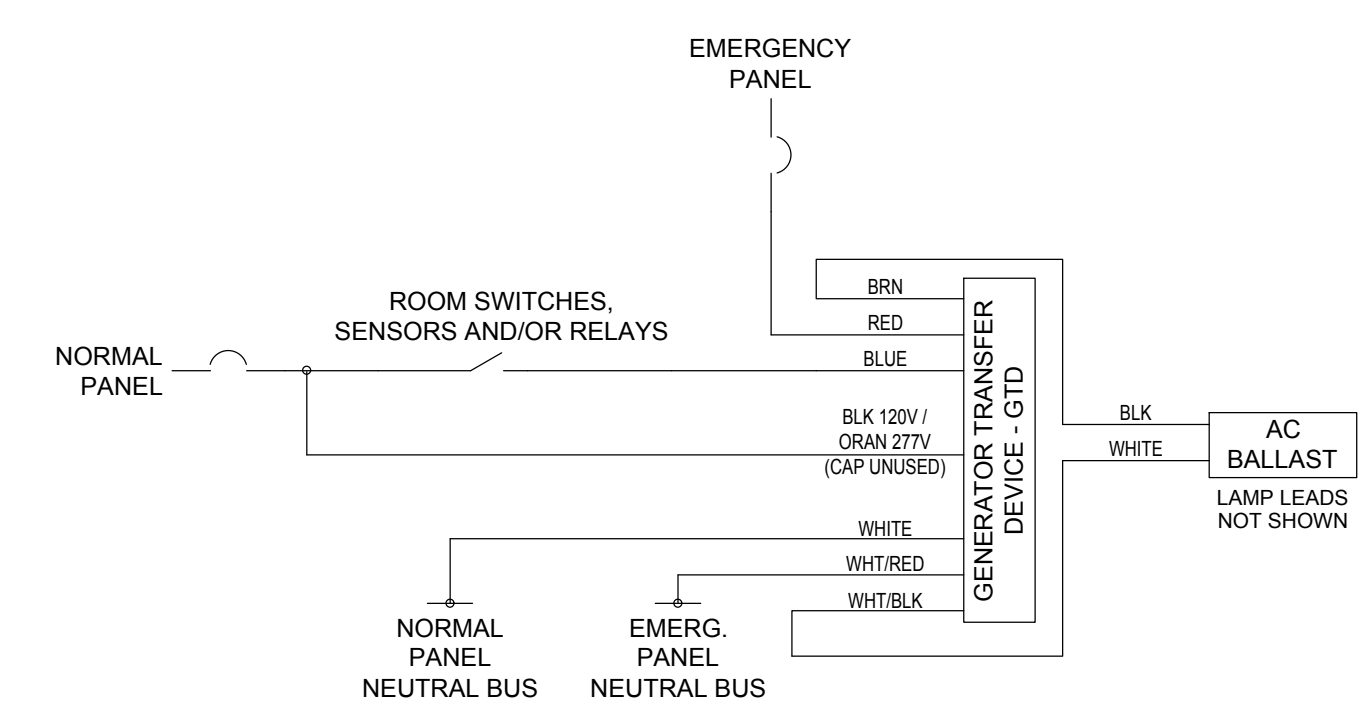 EMERGENCY
PANEL
ROOM SWITCHES,
SENSORS AND/OR RELAYS
NORMAL
PANEL
BRN
RED
BLUE
BLK 120V /
ORAN 277V
(CAP UNUSED)
WHITE
WHT/RED
WHT/BLK
GENERATOR TRANSFER
DEVICE - GTD
BLK
WHITE
AC
BALLAST
LAMP LEADS
NOT SHOWN
NORMAL
PANEL
NEUTRAL BUS
EMERG.
PANEL
NEUTRAL BUS